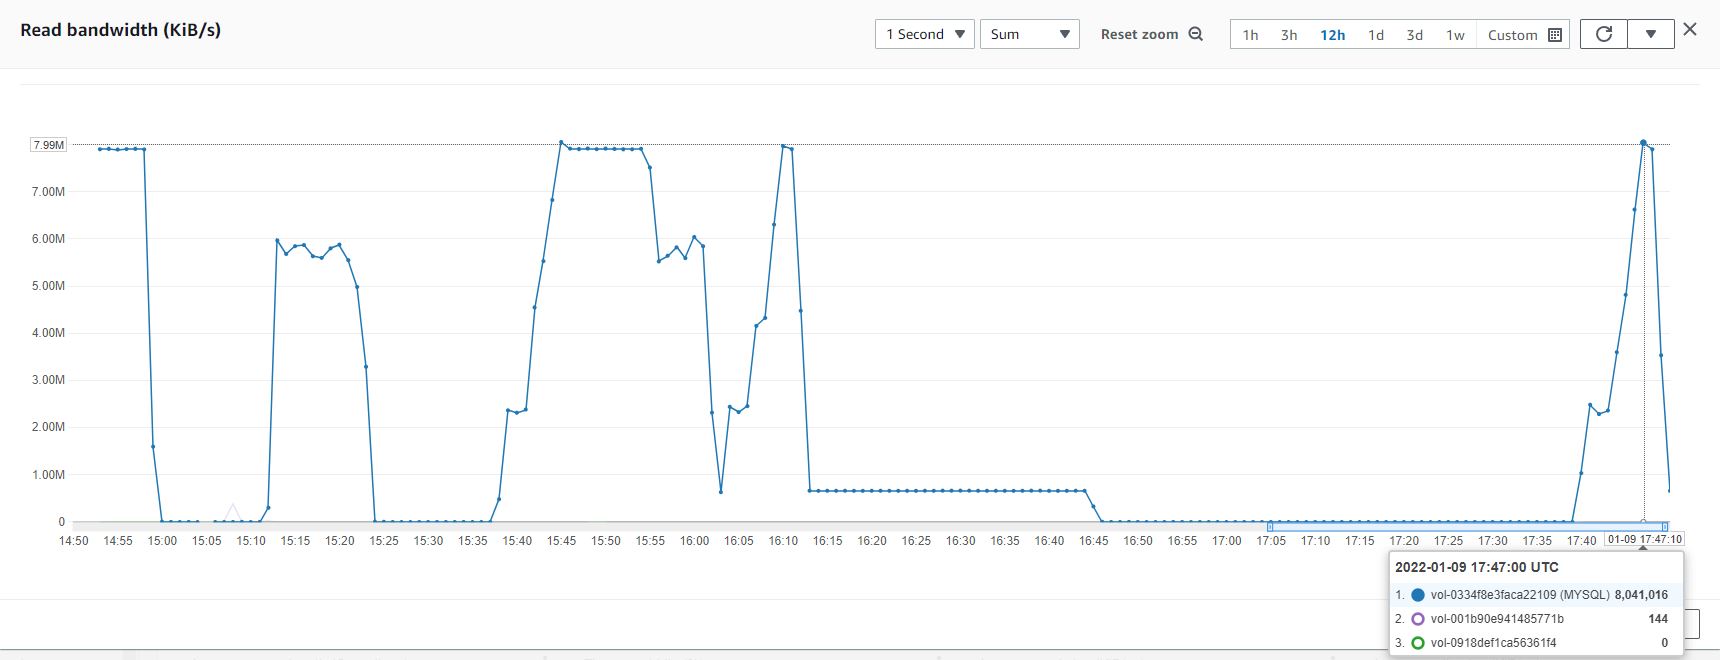 Read bandwidth (KiB/s)
1 Second
Sum
Reset zoom
1h 3h 12h 1d 3d 1w Custom
7.99M
7.00M
6.00M
5.00M
4.00M
3.00M
2.00M
1.00M
0
14:50 14:55 15:00 15:05 15:10 15:15 15:20 15:25 15:30 15:35 15:40 15:45 15:50 15:55 16:00 16:05 16:10 16:15 16:20 16:25 16:30 16:35 16:40 16:45 16:50 16:55 17:00 17:05 17:10 17:15 17:20 17:25 17:30 17:35 17:40 01-09 17:47:10
2022-01-09 17:47:00 UTC
1. vol-0334f8e3faca22109 (MYSQL) 8,041,016
2. vol-001b90e941485771b 144
3. vol-0918def1ca56361f4 0